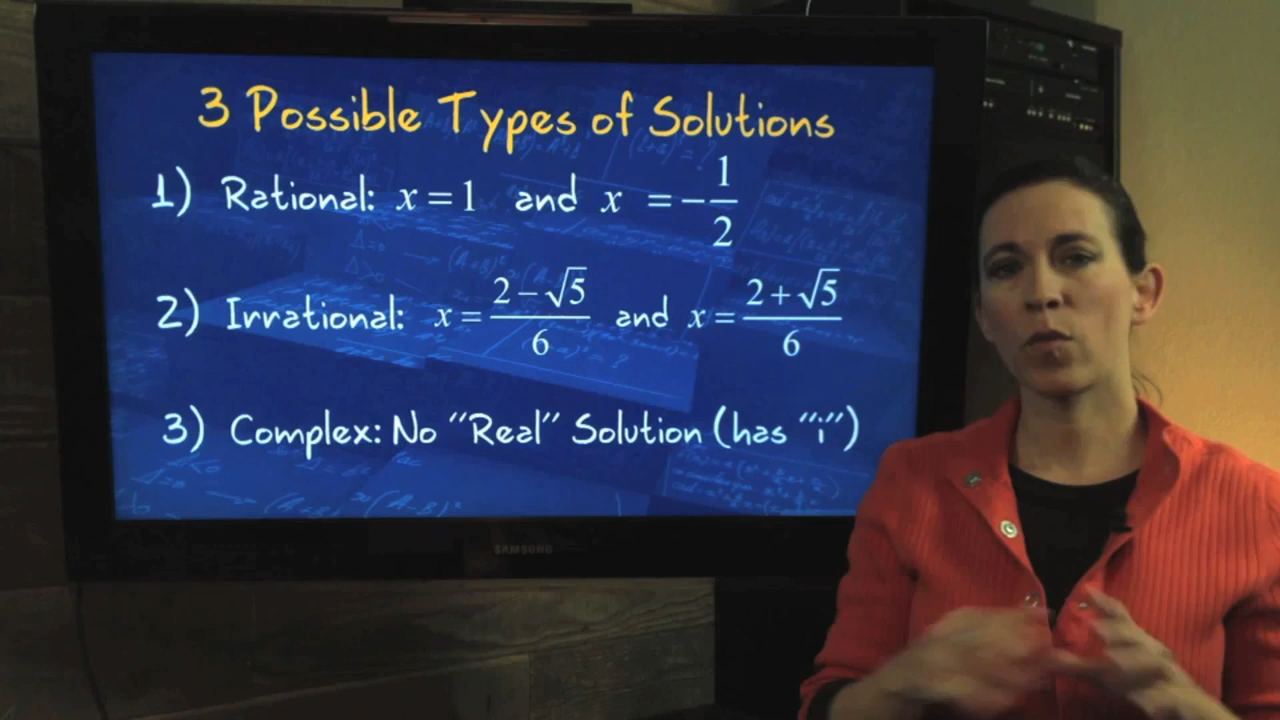 3 Possible Types of Solutions
1) Rational: x = 1 and x = -1/2
2) Irrational: x = (2 - √5)/6 and x = (2 + √5)/6
3) Complex: No "Real" Solution (has "i")
SAMSUNG